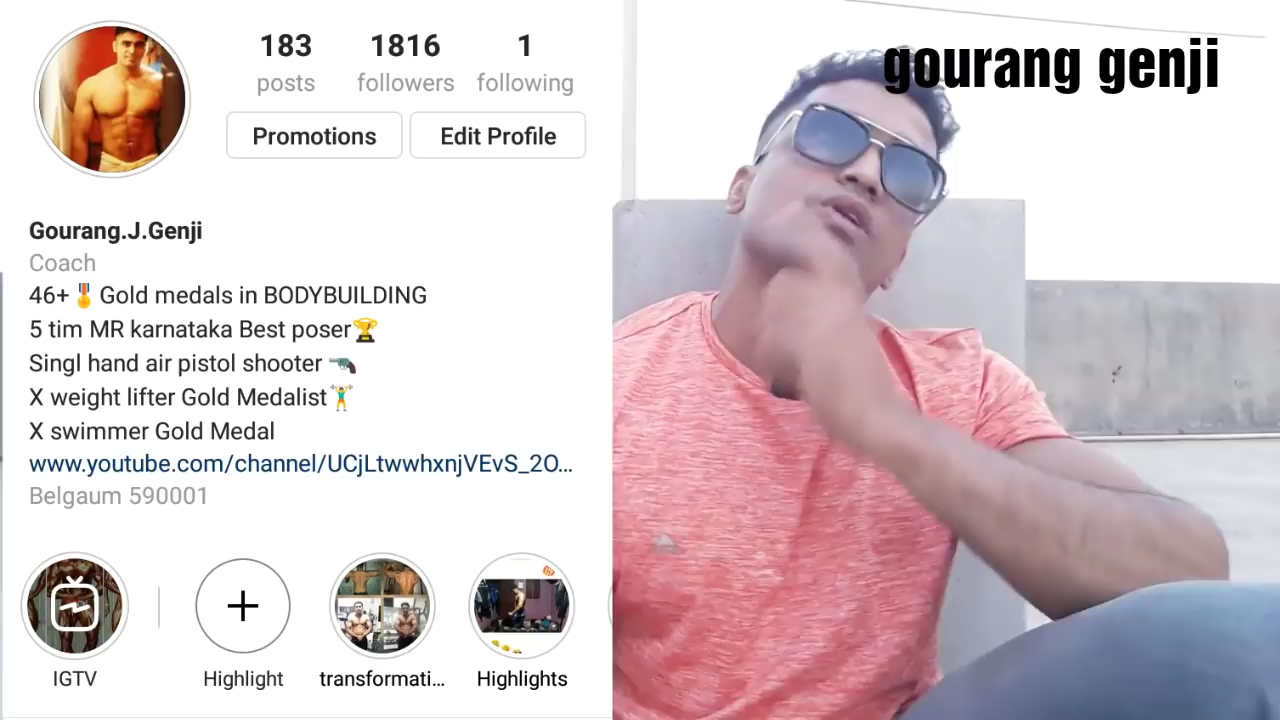 183 1816 1
posts followers following
Promotions Edit Profile
Gourang.J.Genji
Coach
46+🏅Gold medals in BODYBUILDING
5 tim MR karnataka Best poser🏆
Singl hand air pistol shooter 🔫
X weight lifter Gold Medalist🏋️
X swimmer Gold Medal
www.youtube.com/channel/UCjLtwwhxnjVEvS_2O...
Belgaum 590001
IGTV Highlight transformati... Highlights
gourang genji